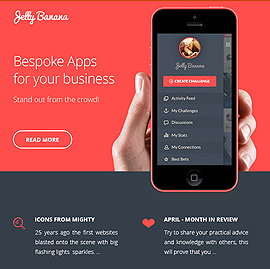 Jelly Banana
Bespoke Apps
for your business
Stand out from the crowd!
READ MORE
Jelly Banana
CREATE CHALLENGE
Activity Feed
My Challenges
Discussions
My Stats
My Connections
Best Bets
ICONS FROM MIGHTY
25 years ago the first websites
blasted onto the scene with big
flashing lights sparkles. ...
APRIL - MONTH IN REVIEW
Try to share your practical advice
and knowledge with others, this
will prove that you ...